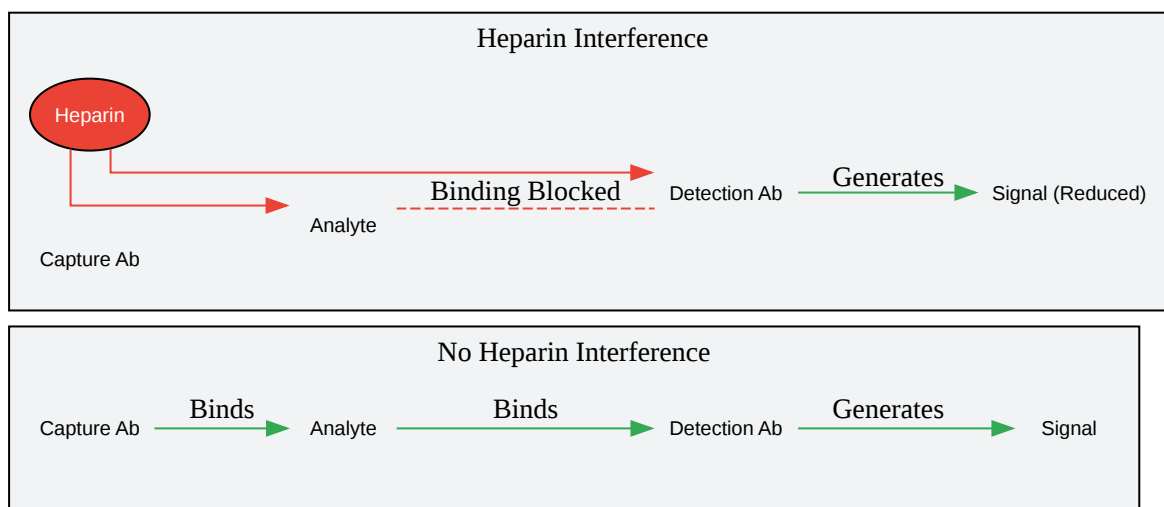 Heparin Interference
Heparin
Binding Blocked
Generates
Detection Ab
Signal (Reduced)
Analyte
Capture Ab
No Heparin Interference
Binds
Binds
Generates
Capture Ab
Analyte
Detection Ab
Signal